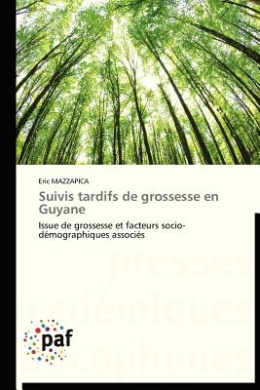 Eric MAZZAPICA
Suivis tardifs de grossesse en
Guyane
Issue de grossesse et facteurs socio-
démographiques associés
presses
académiques
francophones
paf